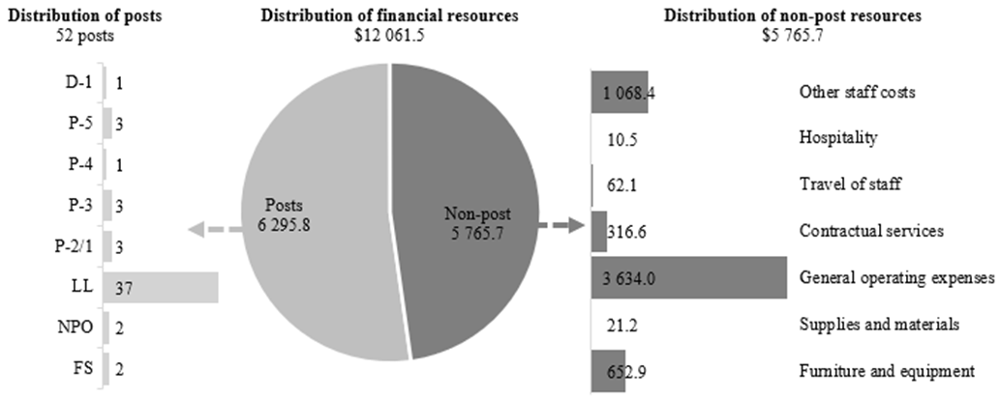 Distribution of posts
52 posts
D-1 1
P-5 3
P-4 1
P-3 3
P-2/1 3
LL 37
NPO 2
FS 2
Distribution of financial resources
$12 061.5
Posts
6 295.8
Non-post
5 765.7
Distribution of non-post resources
$5 765.7
1 068.4 Other staff costs
10.5 Hospitality
62.1 Travel of staff
316.6 Contractual services
3 634.0 General operating expenses
21.2 Supplies and materials
652.9 Furniture and equipment